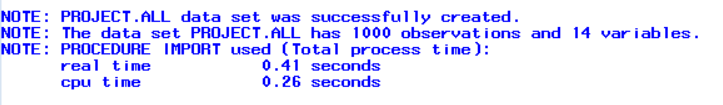 NOTE: PROJECT.ALL data set was successfully created.
NOTE: The data set PROJECT.ALL has 1000 observations and 14 variables.
NOTE: PROCEDURE IMPORT used (Total process time):
      real time           0.41 seconds
      cpu time            0.26 seconds